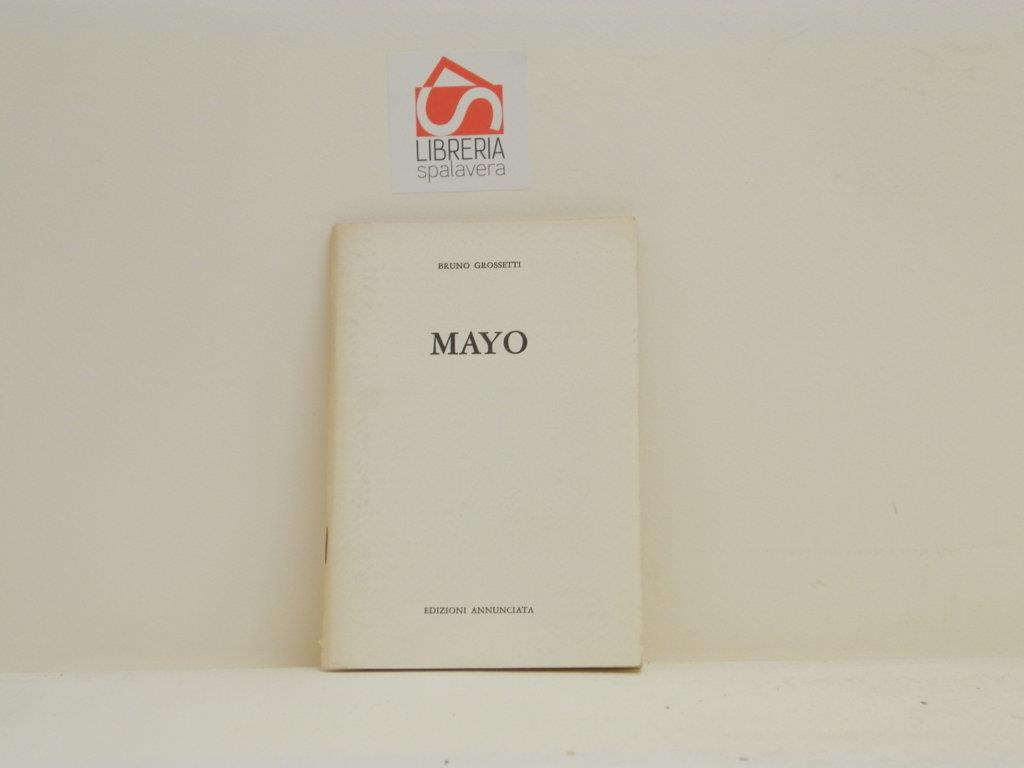 LIBRERIA
spalavera
BRUNO GROSSETTI
MAYO
EDIZIONI ANNUNCIATA